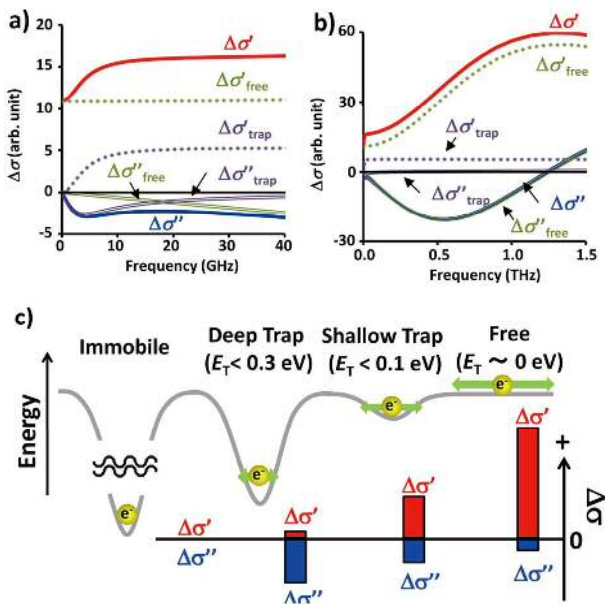 a)
Δσ (arb. unit)
20
15
10
5
0
-5
Δσ'
Δσ'free
Δσ'trap
Δσ''free
Δσ''trap
Δσ''
0
10
20
30
40
Frequency (GHz)
b)
Δσ (arb. unit)
60
30
0
-30
Δσ'
Δσ'free
Δσ'trap
Δσ''trap
Δσ''
Δσ''free
0.0
0.5
1.0
1.5
Frequency (THz)
c)
Energy
Immobile
Deep Trap
(ET< 0.3 eV)
Shallow Trap
(ET < 0.1 eV)
Free
(ET ~ 0 eV)
e-
e-
e-
e-
Δσ'
Δσ''
Δσ'
Δσ''
Δσ'
Δσ''
Δσ'
Δσ''
+
0
Δσ